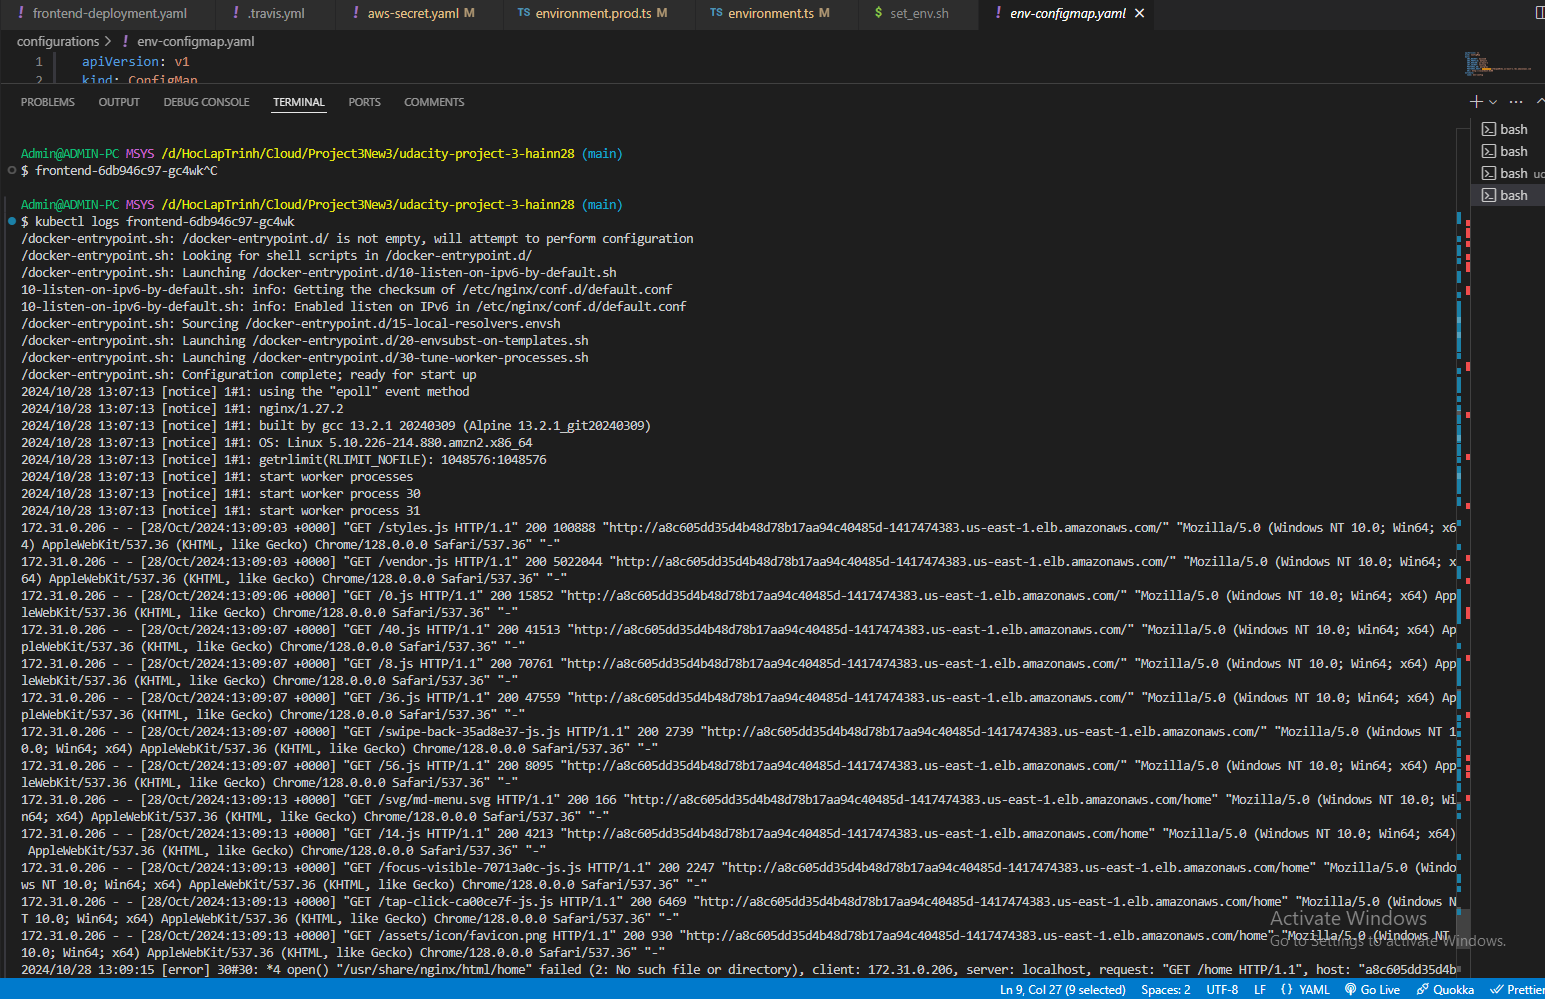 ! frontend-deployment.yaml ! .travis.yml ! aws-secret.yaml M TS environment.prod.ts M TS environment.ts M $ set_env.sh ! env-configmap.yaml ×
configurations > ! env-configmap.yaml
1 apiVersion: v1
2 kind: ConfigMap
PROBLEMS OUTPUT DEBUG CONSOLE TERMINAL PORTS COMMENTS
bash
bash
bash
bash
Admin@ADMIN-PC MSYS /d/HocLapTrinh/Cloud/Project3New3/udacity-project-3-hainn28 (main)
$ frontend-6db946c97-gc4wk^C
Admin@ADMIN-PC MSYS /d/HocLapTrinh/Cloud/Project3New3/udacity-project-3-hainn28 (main)
$ kubectl logs frontend-6db946c97-gc4wk
/docker-entrypoint.sh: /docker-entrypoint.d/ is not empty, will attempt to perform configuration
/docker-entrypoint.sh: Looking for shell scripts in /docker-entrypoint.d/
/docker-entrypoint.sh: Launching /docker-entrypoint.d/10-listen-on-ipv6-by-default.sh
10-listen-on-ipv6-by-default.sh: info: Getting the checksum of /etc/nginx/conf.d/default.conf
10-listen-on-ipv6-by-default.sh: info: Enabled listen on IPv6 in /etc/nginx/conf.d/default.conf
/docker-entrypoint.sh: Sourcing /docker-entrypoint.d/15-local-resolvers.envsh
/docker-entrypoint.sh: Launching /docker-entrypoint.d/20-envsubst-on-templates.sh
/docker-entrypoint.sh: Launching /docker-entrypoint.d/30-tune-worker-processes.sh
/docker-entrypoint.sh: Configuration complete; ready for start up
2024/10/28 13:07:13 [notice] 1#1: using the "epoll" event method
2024/10/28 13:07:13 [notice] 1#1: nginx/1.27.2
2024/10/28 13:07:13 [notice] 1#1: built by gcc 13.2.1 20240309 (Alpine 13.2.1_git20240309)
2024/10/28 13:07:13 [notice] 1#1: OS: Linux 5.10.226-214.880.amzn2.x86_64
2024/10/28 13:07:13 [notice] 1#1: getrlimit(RLIMIT_NOFILE): 1048576:1048576
2024/10/28 13:07:13 [notice] 1#1: start worker processes
2024/10/28 13:07:13 [notice] 1#1: start worker process 30
2024/10/28 13:07:13 [notice] 1#1: start worker process 31
172.31.0.206 - - [28/Oct/2024:13:09:03 +0000] "GET /styles.js HTTP/1.1" 200 100888 "http://a8c605dd35d4b48d78b17aa94c40485d-1417474383.us-east-1.elb.amazonaws.com/" "Mozilla/5.0 (Windows NT 10.0; Win64; x6
4) AppleWebKit/537.36 (KHTML, like Gecko) Chrome/128.0.0.0 Safari/537.36" "-"
172.31.0.206 - - [28/Oct/2024:13:09:03 +0000] "GET /vendor.js HTTP/1.1" 200 5022044 "http://a8c605dd35d4b48d78b17aa94c40485d-1417474383.us-east-1.elb.amazonaws.com/" "Mozilla/5.0 (Windows NT 10.0; Win64; x
64) AppleWebKit/537.36 (KHTML, like Gecko) Chrome/128.0.0.0 Safari/537.36" "-"
172.31.0.206 - - [28/Oct/2024:13:09:06 +0000] "GET /0.js HTTP/1.1" 200 15852 "http://a8c605dd35d4b48d78b17aa94c40485d-1417474383.us-east-1.elb.amazonaws.com/" "Mozilla/5.0 (Windows NT 10.0; Win64; x64) App
leWebKit/537.36 (KHTML, like Gecko) Chrome/128.0.0.0 Safari/537.36" "-"
172.31.0.206 - - [28/Oct/2024:13:09:07 +0000] "GET /40.js HTTP/1.1" 200 41513 "http://a8c605dd35d4b48d78b17aa94c40485d-1417474383.us-east-1.elb.amazonaws.com/" "Mozilla/5.0 (Windows NT 10.0; Win64; x64) Ap
pleWebKit/537.36 (KHTML, like Gecko) Chrome/128.0.0.0 Safari/537.36" "-"
172.31.0.206 - - [28/Oct/2024:13:09:07 +0000] "GET /8.js HTTP/1.1" 200 70761 "http://a8c605dd35d4b48d78b17aa94c40485d-1417474383.us-east-1.elb.amazonaws.com/" "Mozilla/5.0 (Windows NT 10.0; Win64; x64) App
leWebKit/537.36 (KHTML, like Gecko) Chrome/128.0.0.0 Safari/537.36" "-"
172.31.0.206 - - [28/Oct/2024:13:09:07 +0000] "GET /36.js HTTP/1.1" 200 47559 "http://a8c605dd35d4b48d78b17aa94c40485d-1417474383.us-east-1.elb.amazonaws.com/" "Mozilla/5.0 (Windows NT 10.0; Win64; x64) Ap
pleWebKit/537.36 (KHTML, like Gecko) Chrome/128.0.0.0 Safari/537.36" "-"
172.31.0.206 - - [28/Oct/2024:13:09:07 +0000] "GET /swipe-back-35ad8e37-js.js HTTP/1.1" 200 2739 "http://a8c605dd35d4b48d78b17aa94c40485d-1417474383.us-east-1.elb.amazonaws.com/" "Mozilla/5.0 (Windows NT 1
0.0; Win64; x64) AppleWebKit/537.36 (KHTML, like Gecko) Chrome/128.0.0.0 Safari/537.36" "-"
172.31.0.206 - - [28/Oct/2024:13:09:07 +0000] "GET /56.js HTTP/1.1" 200 8095 "http://a8c605dd35d4b48d78b17aa94c40485d-1417474383.us-east-1.elb.amazonaws.com/" "Mozilla/5.0 (Windows NT 10.0; Win64; x64) App
leWebKit/537.36 (KHTML, like Gecko) Chrome/128.0.0.0 Safari/537.36" "-"
172.31.0.206 - - [28/Oct/2024:13:09:13 +0000] "GET /svg/md-menu.svg HTTP/1.1" 200 166 "http://a8c605dd35d4b48d78b17aa94c40485d-1417474383.us-east-1.elb.amazonaws.com/home" "Mozilla/5.0 (Windows NT 10.0; Wi
n64; x64) AppleWebKit/537.36 (KHTML, like Gecko) Chrome/128.0.0.0 Safari/537.36" "-"
172.31.0.206 - - [28/Oct/2024:13:09:13 +0000] "GET /14.js HTTP/1.1" 200 4213 "http://a8c605dd35d4b48d78b17aa94c40485d-1417474383.us-east-1.elb.amazonaws.com/home" "Mozilla/5.0 (Windows NT 10.0; Win64; x64)
AppleWebKit/537.36 (KHTML, like Gecko) Chrome/128.0.0.0 Safari/537.36" "-"
172.31.0.206 - - [28/Oct/2024:13:09:13 +0000] "GET /focus-visible-70713a0c-js.js HTTP/1.1" 200 2247 "http://a8c605dd35d4b48d78b17aa94c40485d-1417474383.us-east-1.elb.amazonaws.com/home" "Mozilla/5.0 (Windo
ws NT 10.0; Win64; x64) AppleWebKit/537.36 (KHTML, like Gecko) Chrome/128.0.0.0 Safari/537.36" "-"
172.31.0.206 - - [28/Oct/2024:13:09:13 +0000] "GET /tap-click-ca00ce7f-js.js HTTP/1.1" 200 6469 "http://a8c605dd35d4b48d78b17aa94c40485d-1417474383.us-east-1.elb.amazonaws.com/home" "Mozilla/5.0 (Windows N
T 10.0; Win64; x64) AppleWebKit/537.36 (KHTML, like Gecko) Chrome/128.0.0.0 Safari/537.36" "-"
172.31.0.206 - - [28/Oct/2024:13:09:13 +0000] "GET /assets/icon/favicon.png HTTP/1.1" 200 930 "http://a8c605dd35d4b48d78b17aa94c40485d-1417474383.us-east-1.elb.amazonaws.com/home" "Mozilla/5.0 (Windows NT
10.0; Win64; x64) AppleWebKit/537.36 (KHTML, like Gecko) Chrome/128.0.0.0 Safari/537.36" "-"
2024/10/28 13:09:15 [error] 30#30: *4 open() "/usr/share/nginx/html/home" failed (2: No such file or directory), client: 172.31.0.206, server: localhost, request: "GET /home HTTP/1.1", host: "a8c605dd35d4b
Activate Windows
Go to Settings to activate Windows.
Ln 9, Col 27 (9 selected) Spaces: 2 UTF-8 LF {} YAML Go Live Quokka Prettier